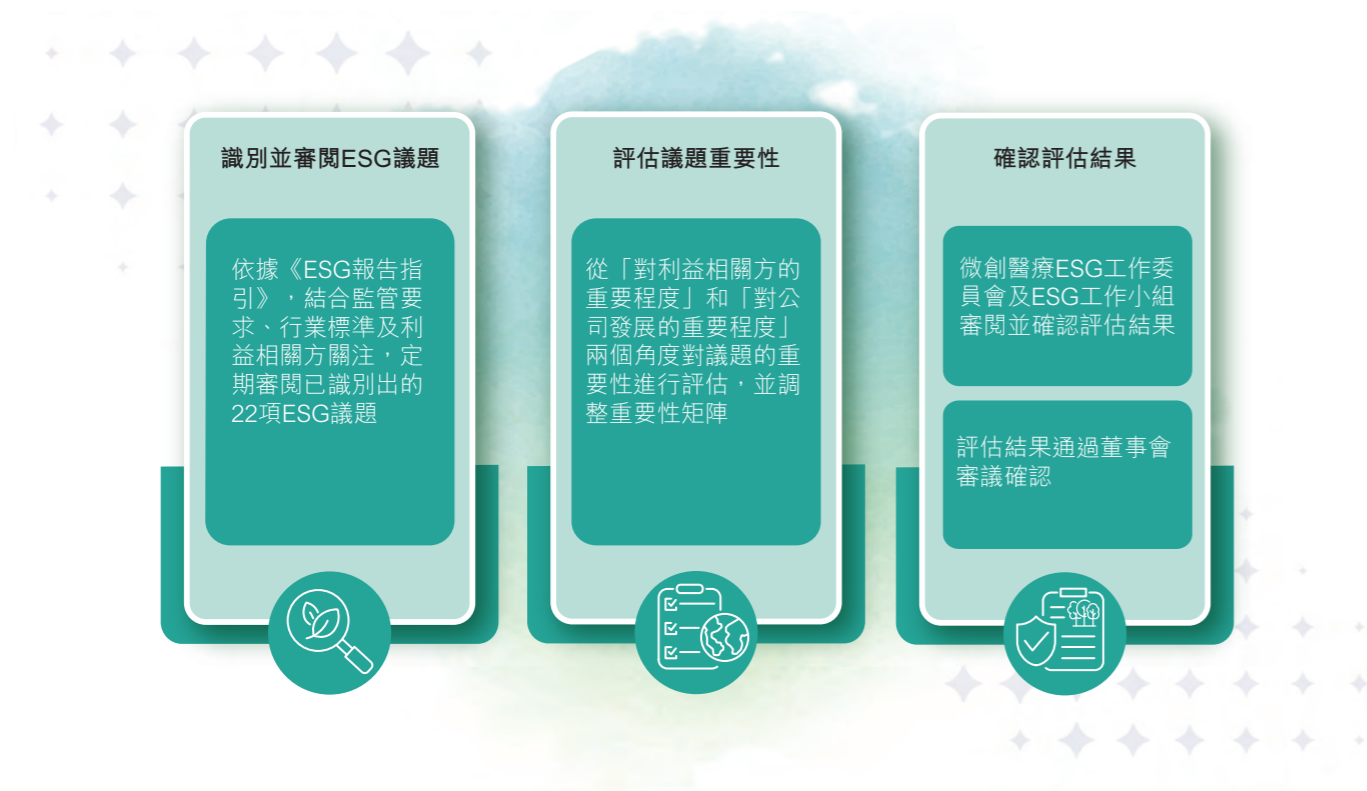 識別並審閱ESG議題
依據《ESG報告指
引》，結合監管要
求、行業標準及利
益相關方關注，定
期審閱已識別出的
22項ESG議題
評估議題重要性
從「對利益相關方的
重要程度」和「對公
司發展的重要程度」
兩個角度對議題的重
要性進行評估，並調
整重要性矩陣
確認評估結果
微創醫療ESG工作委
員會及ESG工作小組
審閱並確認評估結果
評估結果通過董事會
審議確認